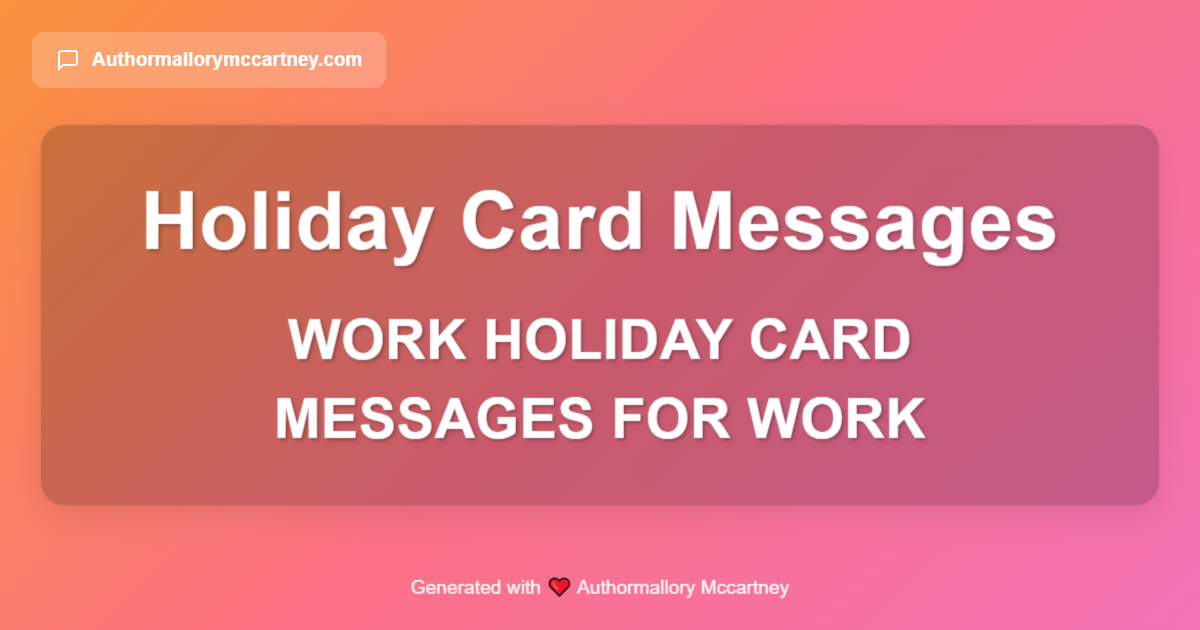 Authormallorymccartney.com
Holiday Card Messages
WORK HOLIDAY CARD
MESSAGES FOR WORK
Generated with ❤️ Authormallory Mccartney